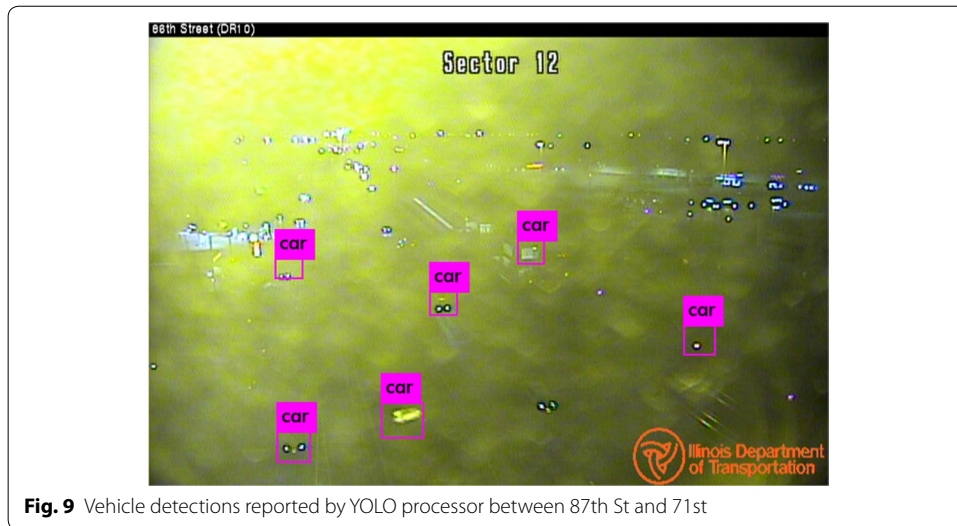 86th Street (DR10)
Sector 12
car
car
car
car
car
car
Illinois Department
of Transportation
Fig. 9 Vehicle detections reported by YOLO processor between 87th St and 71st